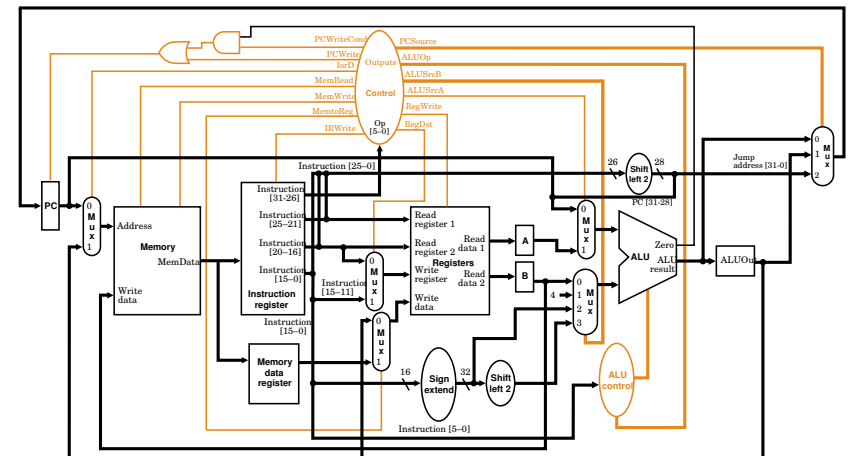 PCWriteCond
PCSource
PCWrite
ALUOp
Outputs
IorD
ALUSrcB
MemRead
ALUSrcA
Control
MemWrite
RegWrite
MemtoReg
RegDst
Op
[5–0]
IRWrite
0
M
u
x
1
2
Jump
address [31-0]
Instruction [25–0]
26
28
Shift
left 2
PC [31-28]
PC
0
M
u
x
1
Address
Memory
MemData
Write
data
Instruction
[31-26]
Instruction
[25–21]
Instruction
[20–16]
Instruction
[15–0]
Instruction
register
Instruction
[15–0]
Instruction
[15–11]
0
M
u
x
1
0
M
u
x
1
Read
register 1
Read
register 2
Registers
Write
register
Write
data
Read
data 1
Read
data 2
A
B
0
M
u
x
1
4
0
1
M
u
x
2
3
Zero
ALU
ALU
result
ALUOut
Memory
data
register
16
Sign
extend
32
Shift
left 2
ALU
control
Instruction [5–0]